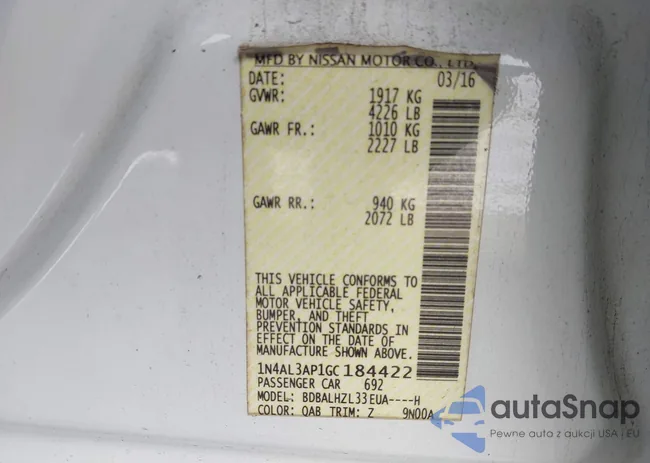 MFD BY NISSAN MOTOR CO., LTD.
DATE: 03/16
GVWR: 1917 KG
4226 LB
GAWR FR.: 1010 KG
2227 LB
GAWR RR.: 940 KG
2072 LB
THIS VEHICLE CONFORMS TO
ALL APPLICABLE FEDERAL
MOTOR VEHICLE SAFETY,
BUMPER, AND THEFT
PREVENTION STANDARDS IN
EFFECT ON THE DATE OF
MANUFACTURE SHOWN ABOVE.
1N4AL3AP1GC184422
PASSENGER CAR 692
MODEL: BDBALHZL33EUA----H
COLOR: QAB TRIM: Z 9N00A
autoSnap
Pewne auto z aukcji USA i EU